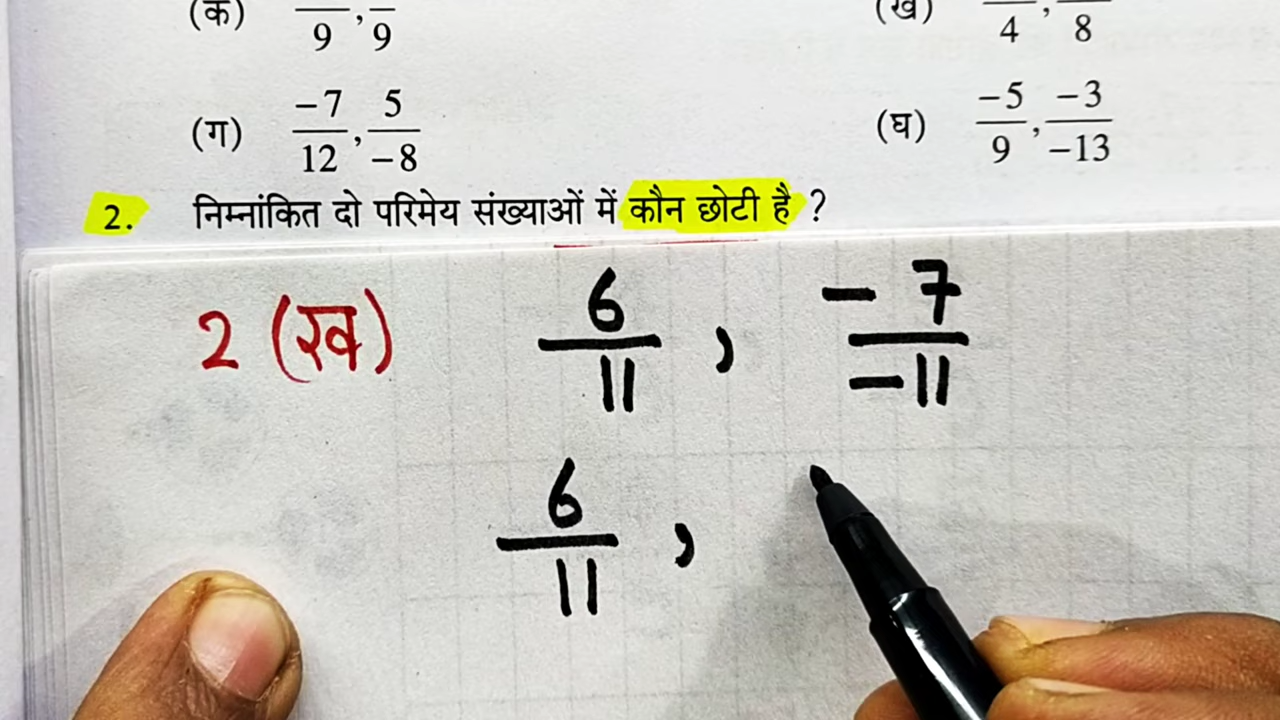 (क) 9 , 9 (ख) 4 , 8
(ग) -7/12 , 5/-8 (घ) -5/9 , -3/-13
2. निम्नांकित दो परिमेय संख्याओं में कौन छोटी है ?
2 (ख) 6/11 , -7/-11
6/11 ,